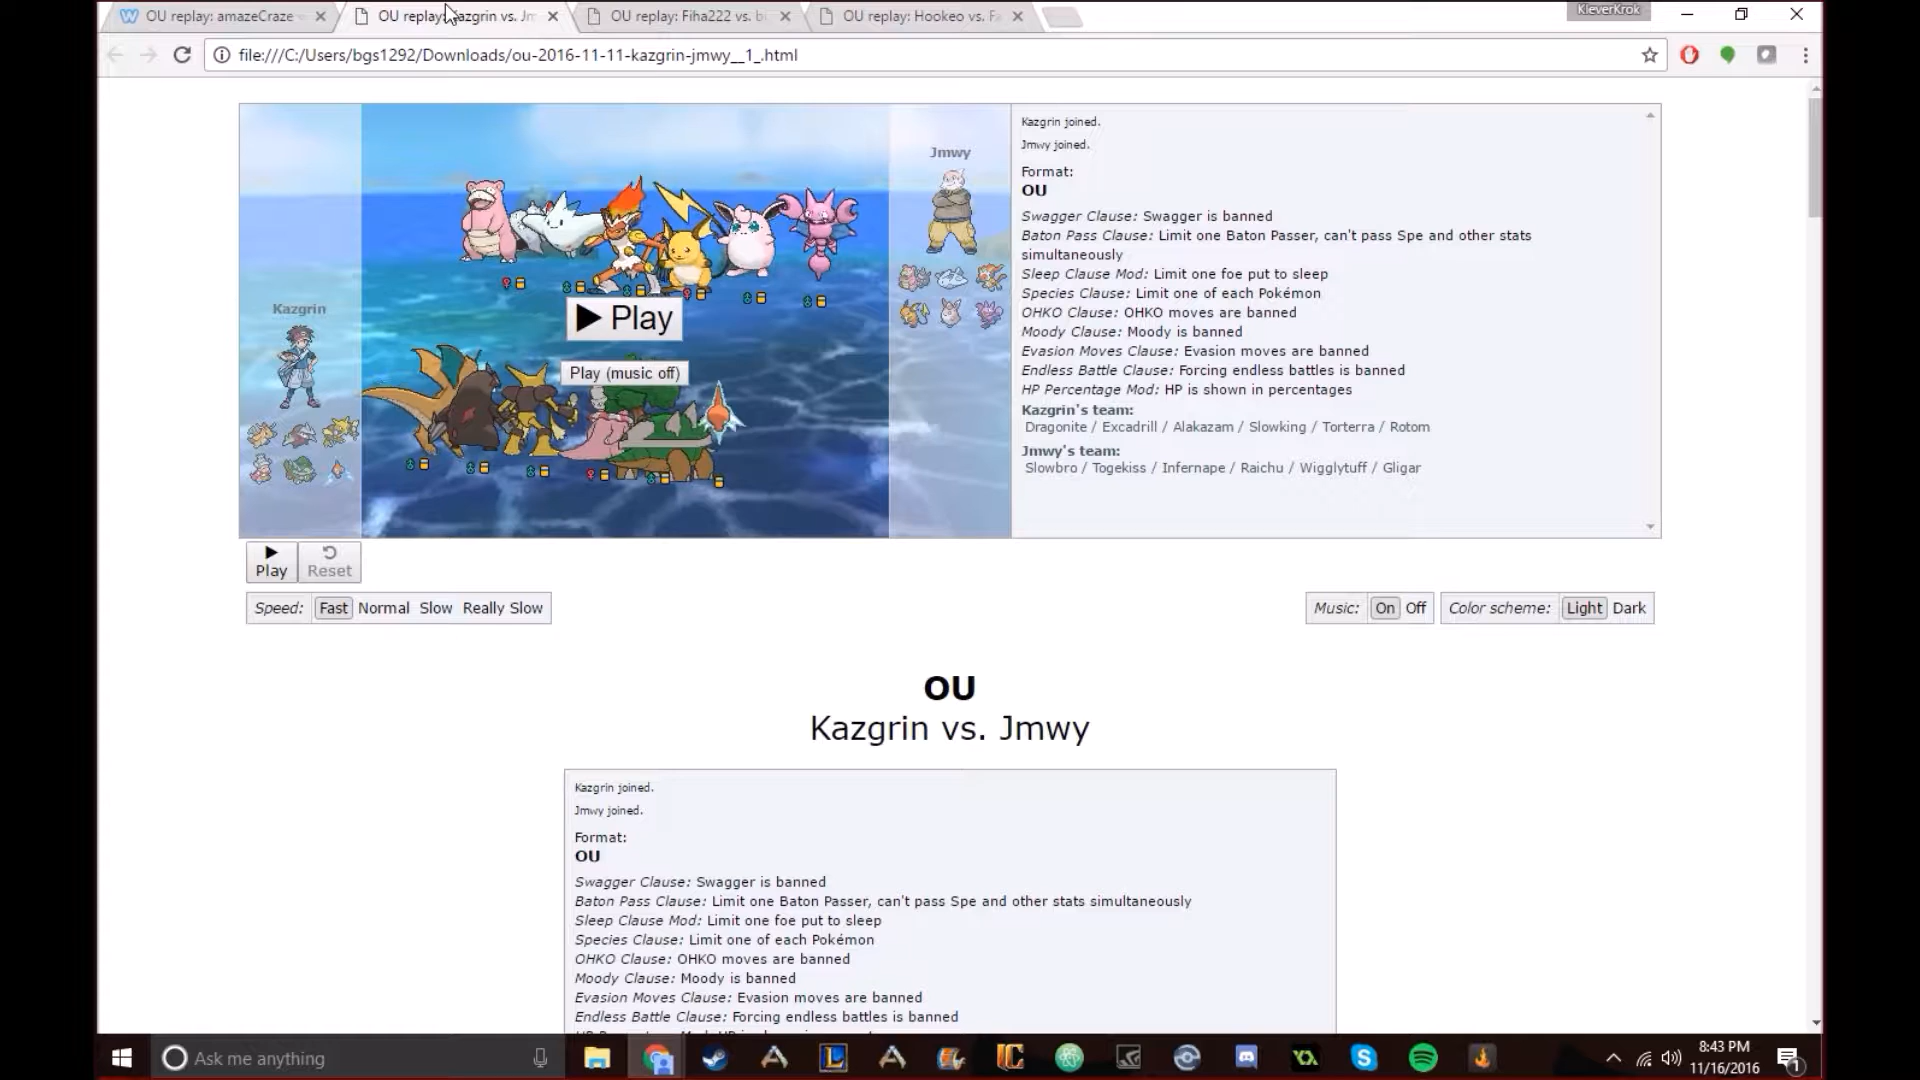 OU replay: amazeCraze
OU replay: Kazgrin vs. Jm
OU replay: Fiha222 vs. b
OU replay: Hookeo vs. F
KleverKrok
file:///C:/Users/bgs1292/Downloads/ou-2016-11-11-kazgrin-jmwy__1_.html
Kazgrin
Jmwy
▶ Play
Play (music off)
Kazgrin joined.
Jmwy joined.
Format:
OU
Swagger Clause: Swagger is banned
Baton Pass Clause: Limit one Baton Passer, can't pass Spe and other stats
simultaneously
Sleep Clause Mod: Limit one foe put to sleep
Species Clause: Limit one of each Pokémon
OHKO Clause: OHKO moves are banned
Moody Clause: Moody is banned
Evasion Moves Clause: Evasion moves are banned
Endless Battle Clause: Forcing endless battles is banned
HP Percentage Mod: HP is shown in percentages
Kazgrin's team:
Dragonite / Excadrill / Alakazam / Slowking / Torterra / Rotom
Jmwy's team:
Slowbro / Togekiss / Infernape / Raichu / Wigglytuff / Gligar
Play
Reset
Speed: Fast Normal Slow Really Slow
Music: On Off
Color scheme: Light Dark
OU
Kazgrin vs. Jmwy
Kazgrin joined.
Jmwy joined.
Format:
OU
Swagger Clause: Swagger is banned
Baton Pass Clause: Limit one Baton Passer, can't pass Spe and other stats simultaneously
Sleep Clause Mod: Limit one foe put to sleep
Species Clause: Limit one of each Pokémon
OHKO Clause: OHKO moves are banned
Moody Clause: Moody is banned
Evasion Moves Clause: Evasion moves are banned
Endless Battle Clause: Forcing endless battles is banned
Ask me anything
8:43 PM
11/16/2016
1